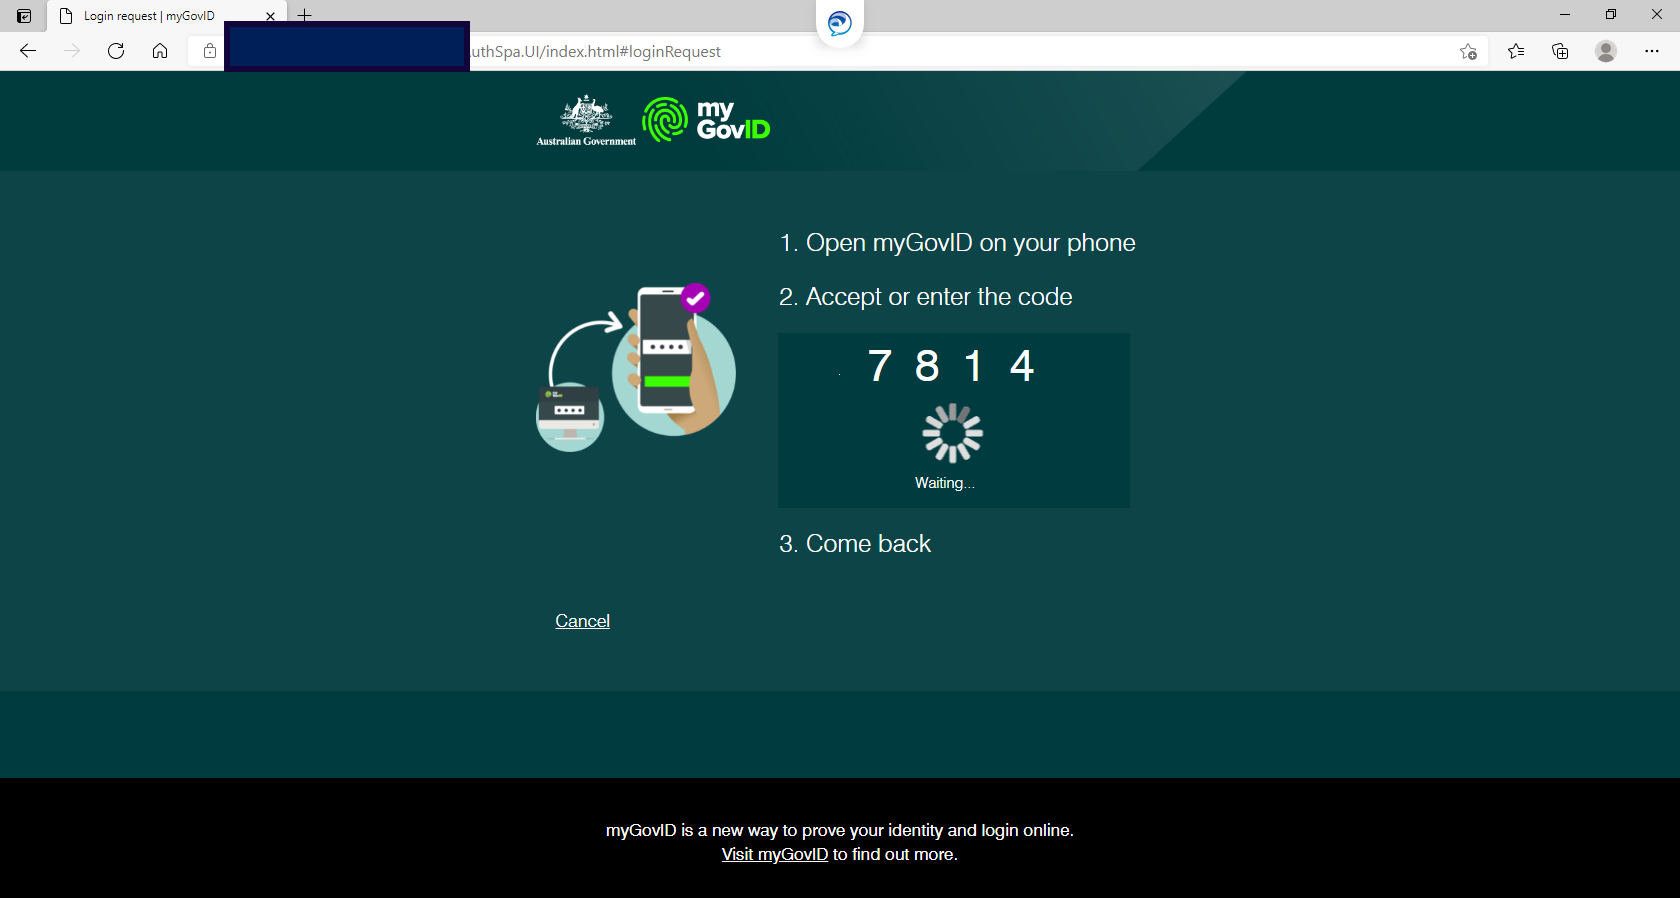 Login request | myGovID
uthSpa.UI/index.html#loginRequest
Australian Government
my
GovID
1. Open myGovID on your phone
2. Accept or enter the code
7 8 1 4
Waiting...
3. Come back
Cancel
myGovID is a new way to prove your identity and login online.
Visit myGovID to find out more.